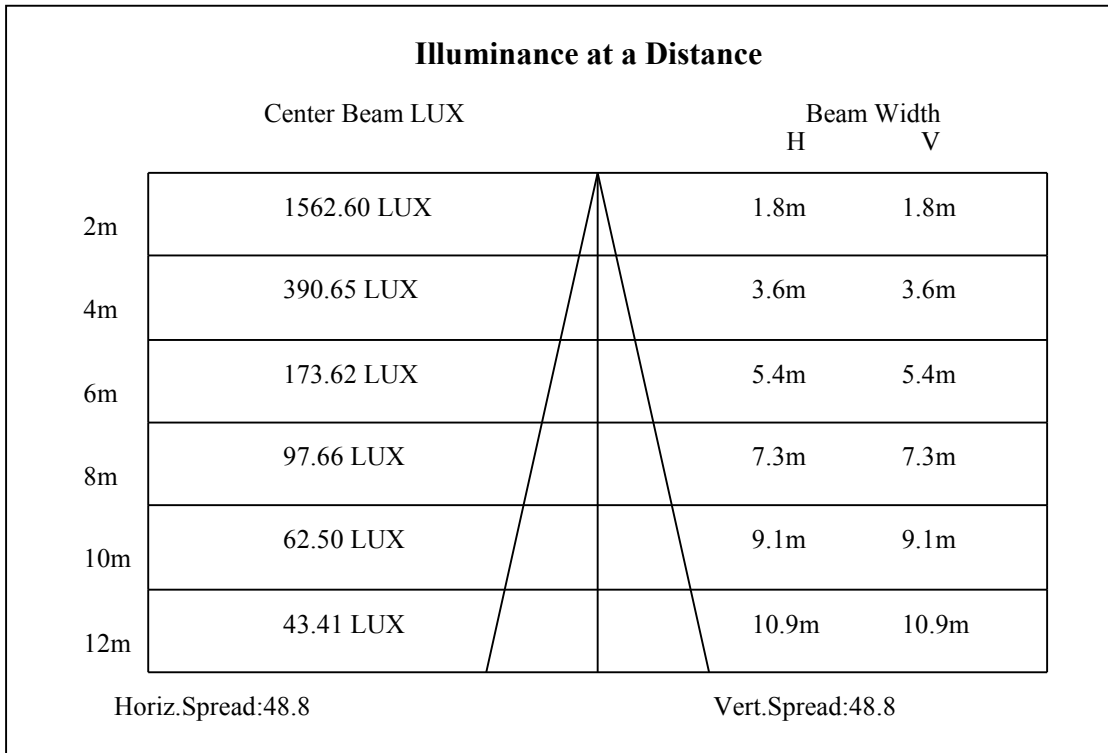 Illuminance at a Distance
Center Beam LUX Beam Width
H V
2m 1562.60 LUX 1.8m 1.8m
4m 390.65 LUX 3.6m 3.6m
6m 173.62 LUX 5.4m 5.4m
8m 97.66 LUX 7.3m 7.3m
10m 62.50 LUX 9.1m 9.1m
12m 43.41 LUX 10.9m 10.9m
Horiz.Spread:48.8 Vert.Spread:48.8